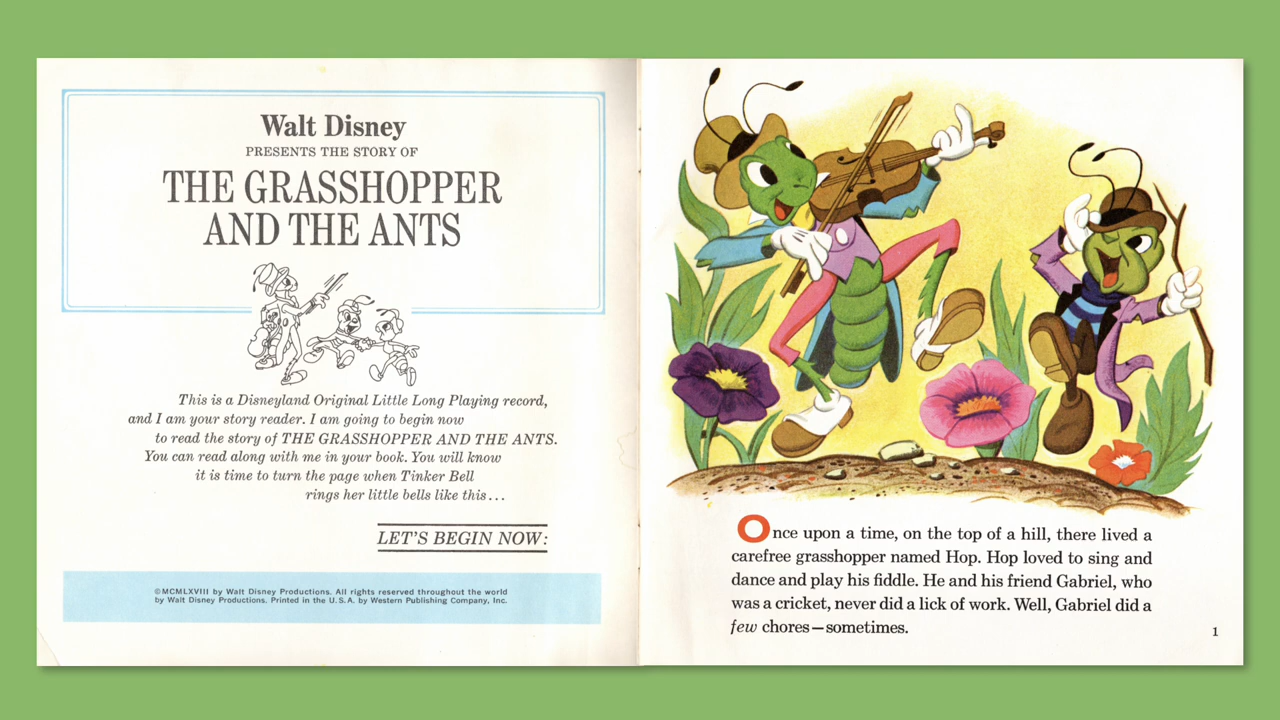 Walt Disney
PRESENTS THE STORY OF
THE GRASSHOPPER
AND THE ANTS
This is a Disneyland Original Little Long Playing record,
and I am your story reader. I am going to begin now
to read the story of THE GRASSHOPPER AND THE ANTS.
You can read along with me in your book. You will know
it is time to turn the page when Tinker Bell
rings her little bells like this...
LET'S BEGIN NOW:
©MCMLXVIII by Walt Disney Productions. All rights reserved throughout the world
by Walt Disney Productions. Printed in the U.S.A. by Western Publishing Company, Inc.
Once upon a time, on the top of a hill, there lived a
carefree grasshopper named Hop. Hop loved to sing and
dance and play his fiddle. He and his friend Gabriel, who
was a cricket, never did a lick of work. Well, Gabriel did a
few chores—sometimes.
1